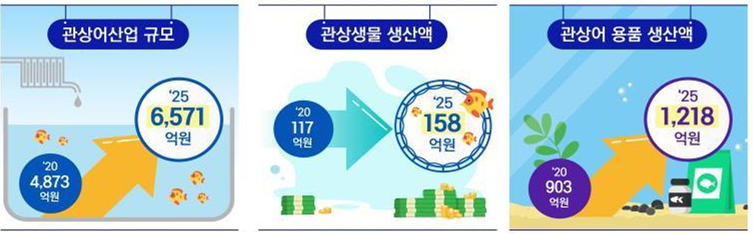 관상어산업 규모
'25
6,571
억원
'20
4,873
억원
관상생물 생산액
'20
117
억원
'25
158
억원
관상어 용품 생산액
'25
1,218
억원
'20
903
억원